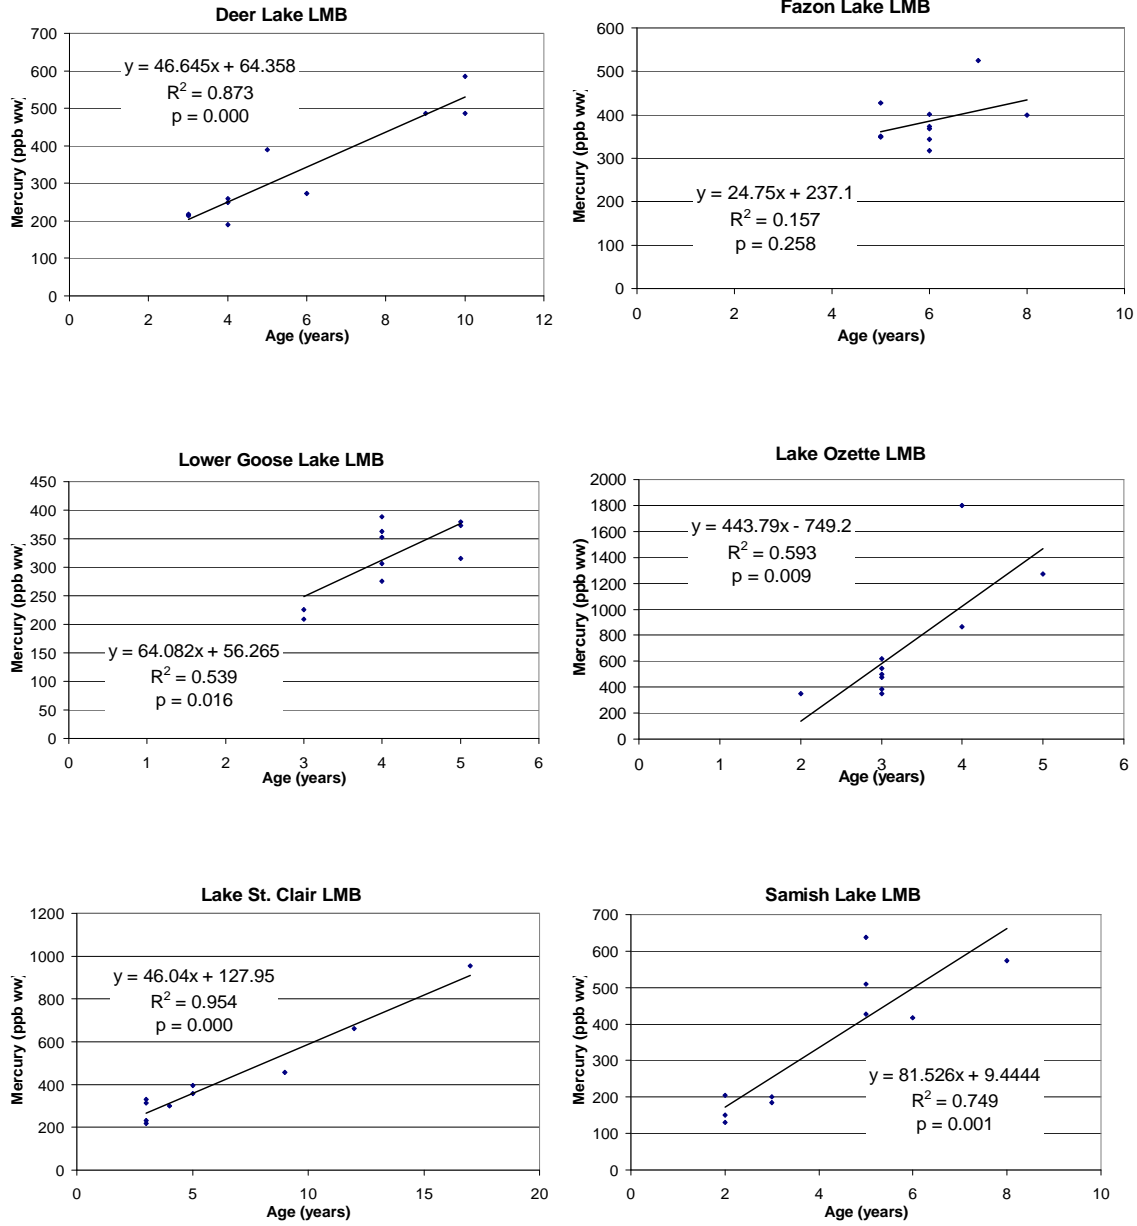 Deer Lake LMB
Mercury (ppb ww)
700
600
500
400
300
200
100
0
y = 46.645x + 64.358
R² = 0.873
p = 0.000
0 2 4 6 8 10 12
Age (years)
Fazon Lake LMB
Mercury (ppb ww)
600
500
400
300
200
100
0
y = 24.75x + 237.1
R² = 0.157
p = 0.258
0 2 4 6 8 10
Age (years)
Lower Goose Lake LMB
Mercury (ppb ww)
450
400
350
300
250
200
150
100
50
0
y = 64.082x + 56.265
R² = 0.539
p = 0.016
0 1 2 3 4 5 6
Age (years)
Lake Ozette LMB
Mercury (ppb ww)
2000
1800
1600
1400
1200
1000
800
600
400
200
0
y = 443.79x - 749.2
R² = 0.593
p = 0.009
0 1 2 3 4 5 6
Age (years)
Lake St. Clair LMB
Mercury (ppb ww)
1200
1000
800
600
400
200
0
y = 46.04x + 127.95
R² = 0.954
p = 0.000
0 5 10 15 20
Age (years)
Samish Lake LMB
Mercury (ppb ww)
700
600
500
400
300
200
100
0
y = 81.526x + 9.4444
R² = 0.749
p = 0.001
0 2 4 6 8 10
Age (years)